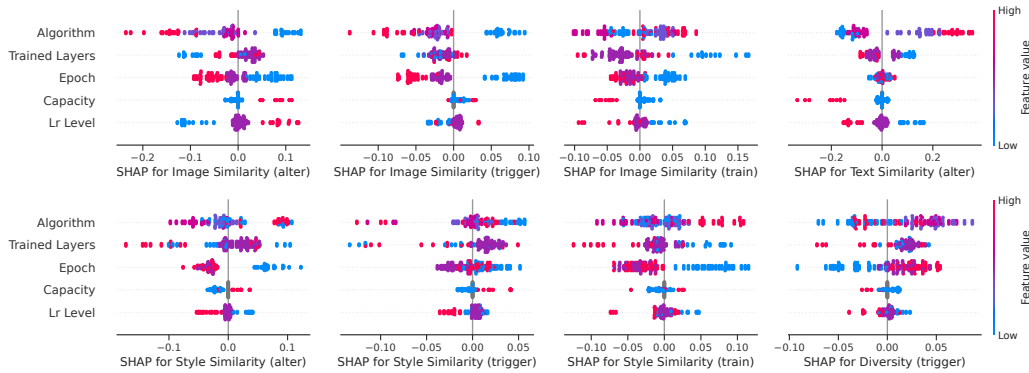 High
Algorithm
Trained Layers
Epoch
Capacity
Lr Level
Feature value
Low
−0.2 −0.1 0.0 0.1
SHAP for Image Similarity (alter)
−0.10 −0.05 0.00 0.05
SHAP for Image Similarity (trigger)
−0.10 −0.05 0.00 0.05 0.10 0.15
SHAP for Image Similarity (train)
−0.2 0.0 0.2
SHAP for Text Similarity (alter)
High
Algorithm
Trained Layers
Epoch
Capacity
Lr Level
Feature value
Low
−0.1 0.0 0.1
SHAP for Style Similarity (alter)
−0.10 −0.05 0.00 0.05
SHAP for Style Similarity (trigger)
−0.05 0.00 0.05 0.10
SHAP for Style Similarity (train)
−0.10 −0.05 0.00 0.05
SHAP for Diversity (trigger)